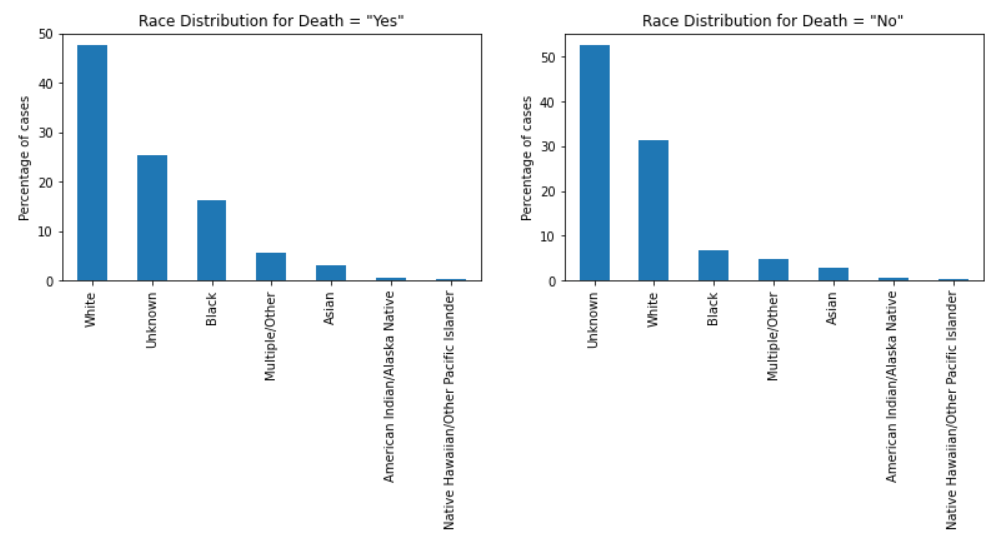 Race Distribution for Death = "Yes"
Percentage of cases
50
40
30
20
10
0
White
Unknown
Black
Multiple/Other
Asian
American Indian/Alaska Native
Native Hawaiian/Other Pacific Islander
Race Distribution for Death = "No"
Percentage of cases
50
40
30
20
10
0
Unknown
White
Black
Multiple/Other
Asian
American Indian/Alaska Native
Native Hawaiian/Other Pacific Islander